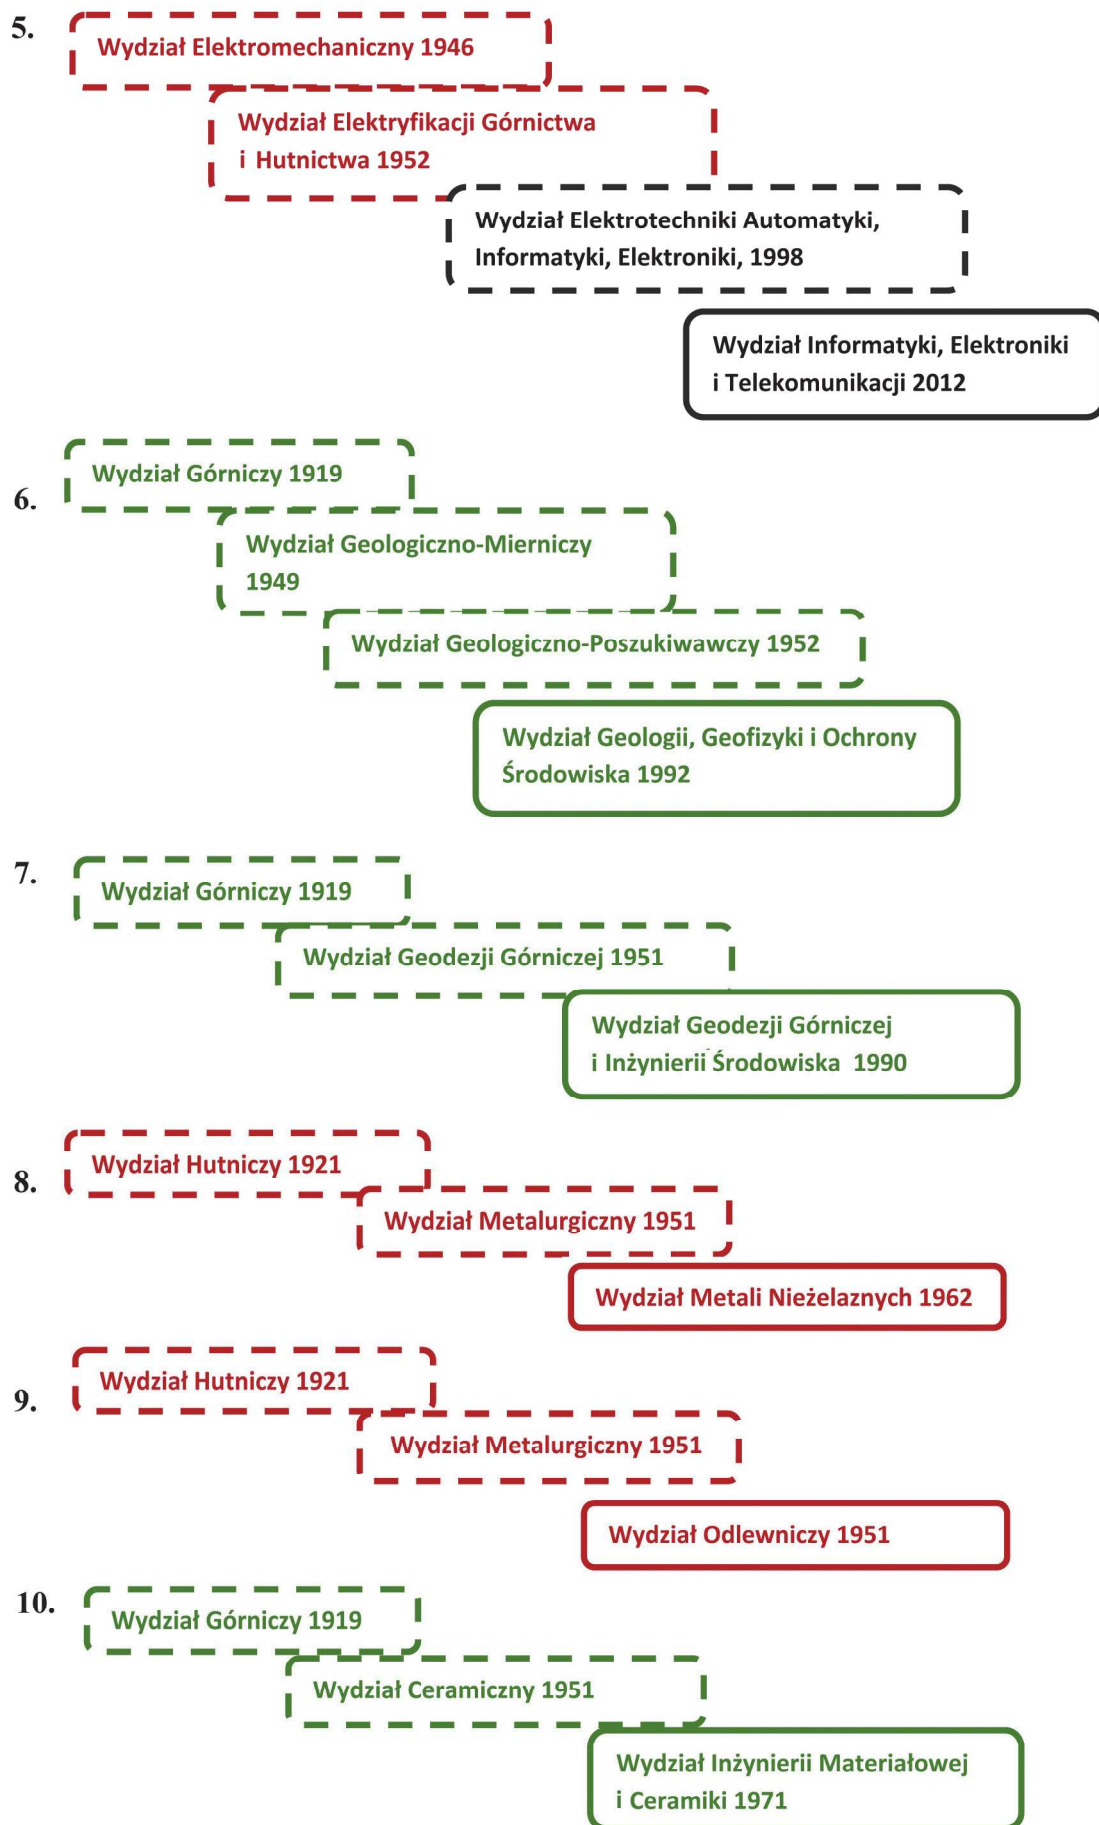 5.
Wydział Elektromechaniczny 1946
Wydział Elektryfikacji Górnictwa
i Hutnictwa 1952
Wydział Elektrotechniki Automatyki,
Informatyki, Elektroniki, 1998
Wydział Informatyki, Elektroniki
i Telekomunikacji 2012
6.
Wydział Górniczy 1919
Wydział Geologiczno-Mierniczy
1949
Wydział Geologiczno-Poszukiwawczy 1952
Wydział Geologii, Geofizyki i Ochrony
Środowiska 1992
7.
Wydział Górniczy 1919
Wydział Geodezji Górniczej 1951
Wydział Geodezji Górniczej
i Inżynierii Środowiska 1990
8.
Wydział Hutniczy 1921
Wydział Metalurgiczny 1951
Wydział Metali Nieżelaznych 1962
9.
Wydział Hutniczy 1921
Wydział Metalurgiczny 1951
Wydział Odlewniczy 1951
10.
Wydział Górniczy 1919
Wydział Ceramiczny 1951
Wydział Inżynierii Materiałowej
i Ceramiki 1971